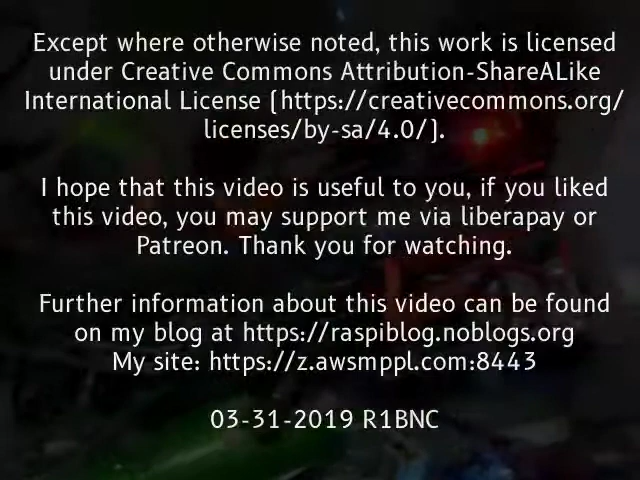 Except where otherwise noted, this work is licensed
under Creative Commons Attribution-ShareALike
International License (https://creativecommons.org/
licenses/by-sa/4.0/).
I hope that this video is useful to you, if you liked
this video, you may support me via liberapay or
Patreon. Thank you for watching.
Further information about this video can be found
on my blog at https://raspiblog.noblogs.org
My site: https://z.awsmppl.com:8443
03-31-2019 R1BNC